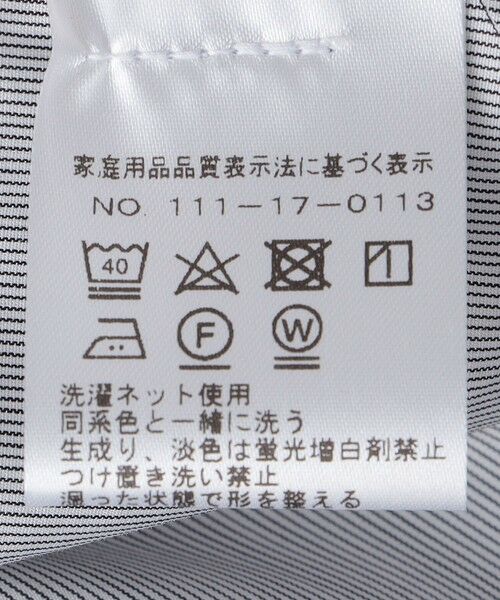 家庭用品品質表示法に基づく表示
NO. 111-17-0113
40
F W
洗濯ネット使用
同系色と一緒に洗う
生成り、淡色は蛍光増白剤禁止
つけ置き洗い禁止
湿った状態で形を整える